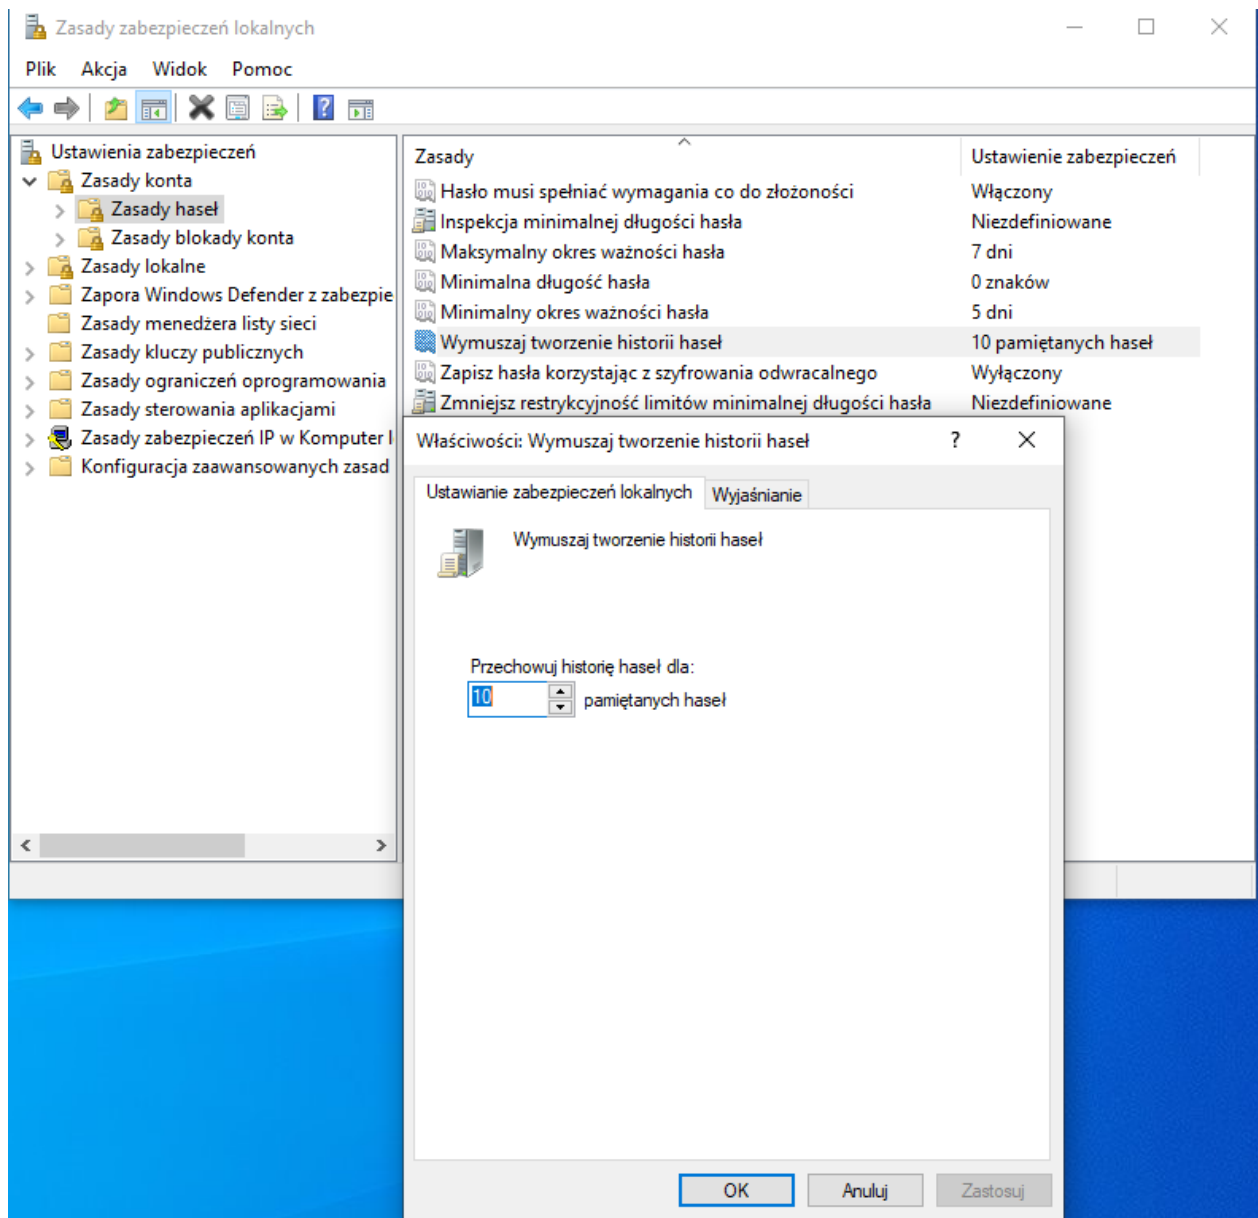 Zasady zabezpieczeń lokalnych
Plik Akcja Widok Pomoc
Ustawienia zabezpieczeń
Zasady konta
Zasady haseł
Zasady blokady konta
Zasady lokalne
Zapora Windows Defender z zabezpie
Zasady menedżera listy sieci
Zasady kluczy publicznych
Zasady ograniczeń oprogramowania
Zasady sterowania aplikacjami
Zasady zabezpieczeń IP w Komputer l
Konfiguracja zaawansowanych zasad
Zasady Ustawienie zabezpieczeń
Hasło musi spełniać wymagania co do złożoności Włączony
Inspekcja minimalnej długości hasła Niezdefiniowane
Maksymalny okres ważności hasła 7 dni
Minimalna długość hasła 0 znaków
Minimalny okres ważności hasła 5 dni
Wymuszaj tworzenie historii haseł 10 pamiętanych haseł
Zapisz hasła korzystając z szyfrowania odwracalnego Wyłączony
Zmniejsz restrykcyjność limitów minimalnej długości hasła Niezdefiniowane
Właściwości: Wymuszaj tworzenie historii haseł ?
Ustawianie zabezpieczeń lokalnych Wyjaśnianie
Wymuszaj tworzenie historii haseł
Przechowuj historię haseł dla:
10 pamiętanych haseł
OK Anuluj Zastosuj